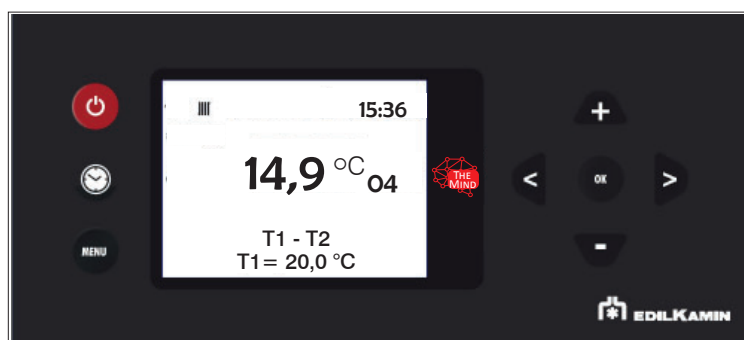 15:36
14,9 °C 04
THE
MIND
+
< OK >
MENU
-
T1 - T2
T1= 20,0 °C
EDILKAMIN